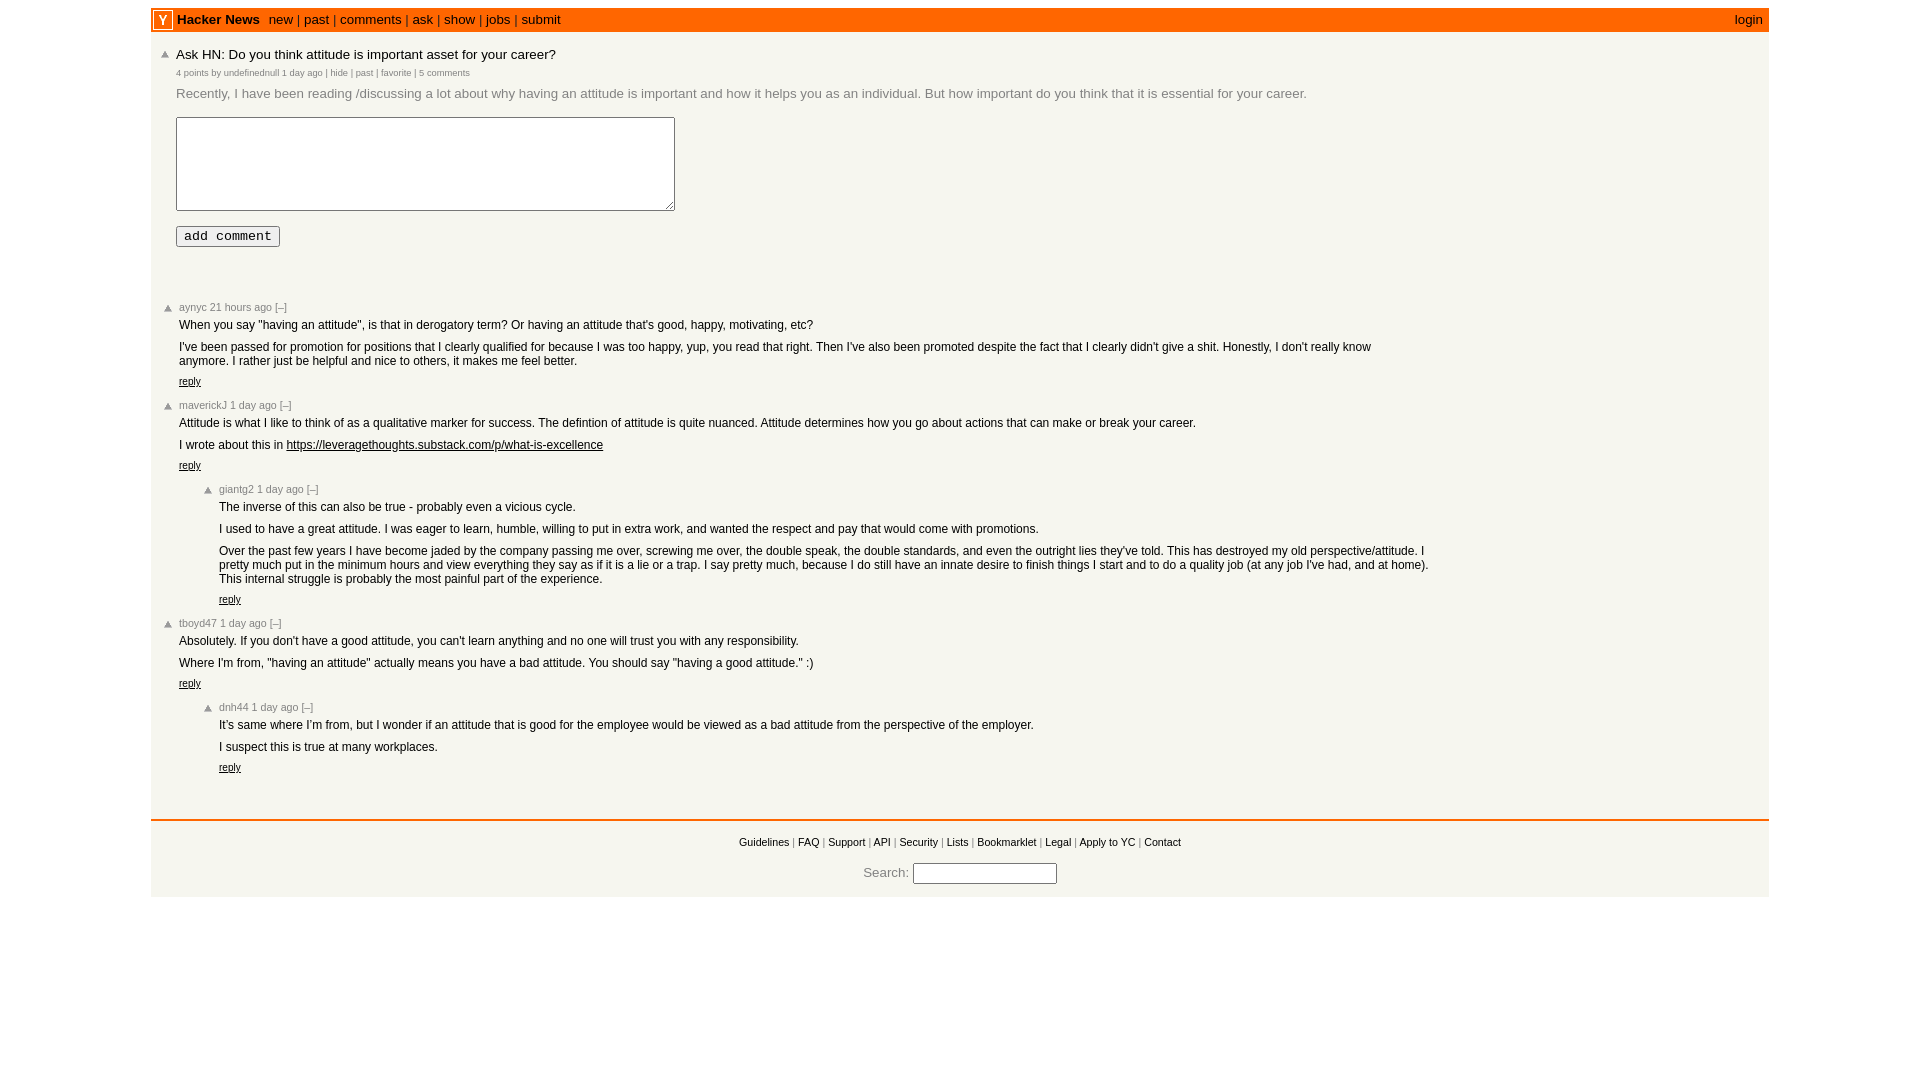 Y Hacker News new | past | comments | ask | show | jobs | submit login
Ask HN: Do you think attitude is important asset for your career?
4 points by undefinednull 1 day ago | hide | past | favorite | 5 comments
Recently, I have been reading /discussing a lot about why having an attitude is important and how it helps you as an individual. But how important do you think that it is essential for your career.
add comment
aynyc 21 hours ago [–]
When you say "having an attitude", is that in derogatory term? Or having an attitude that's good, happy, motivating, etc?
I've been passed for promotion for positions that I clearly qualified for because I was too happy, yup, you read that right. Then I've also been promoted despite the fact that I clearly didn't give a shit. Honestly, I don't really know
anymore. I rather just be helpful and nice to others, it makes me feel better.
reply
maverickJ 1 day ago [–]
Attitude is what I like to think of as a qualitative marker for success. The defintion of attitude is quite nuanced. Attitude determines how you go about actions that can make or break your career.
I wrote about this in https://leveragethoughts.substack.com/p/what-is-excellence
reply
giantg2 1 day ago [–]
The inverse of this can also be true - probably even a vicious cycle.
I used to have a great attitude. I was eager to learn, humble, willing to put in extra work, and wanted the respect and pay that would come with promotions.
Over the past few years I have become jaded by the company passing me over, screwing me over, the double speak, the double standards, and even the outright lies they've told. This has destroyed my old perspective/attitude. I
pretty much put in the minimum hours and view everything they say as if it is a lie or a trap. I say pretty much, because I do still have an innate desire to finish things I start and to do a quality job (at any job I've had, and at home).
This internal struggle is probably the most painful part of the experience.
reply
tboyd47 1 day ago [–]
Absolutely. If you don't have a good attitude, you can't learn anything and no one will trust you with any responsibility.
Where I'm from, "having an attitude" actually means you have a bad attitude. You should say "having a good attitude." :)
reply
dnh44 1 day ago [–]
It's same where I'm from, but I wonder if an attitude that is good for the employee would be viewed as a bad attitude from the perspective of the employer.
I suspect this is true at many workplaces.
reply
Guidelines | FAQ | Support | API | Security | Lists | Bookmarklet | Legal | Apply to YC | Contact
Search: